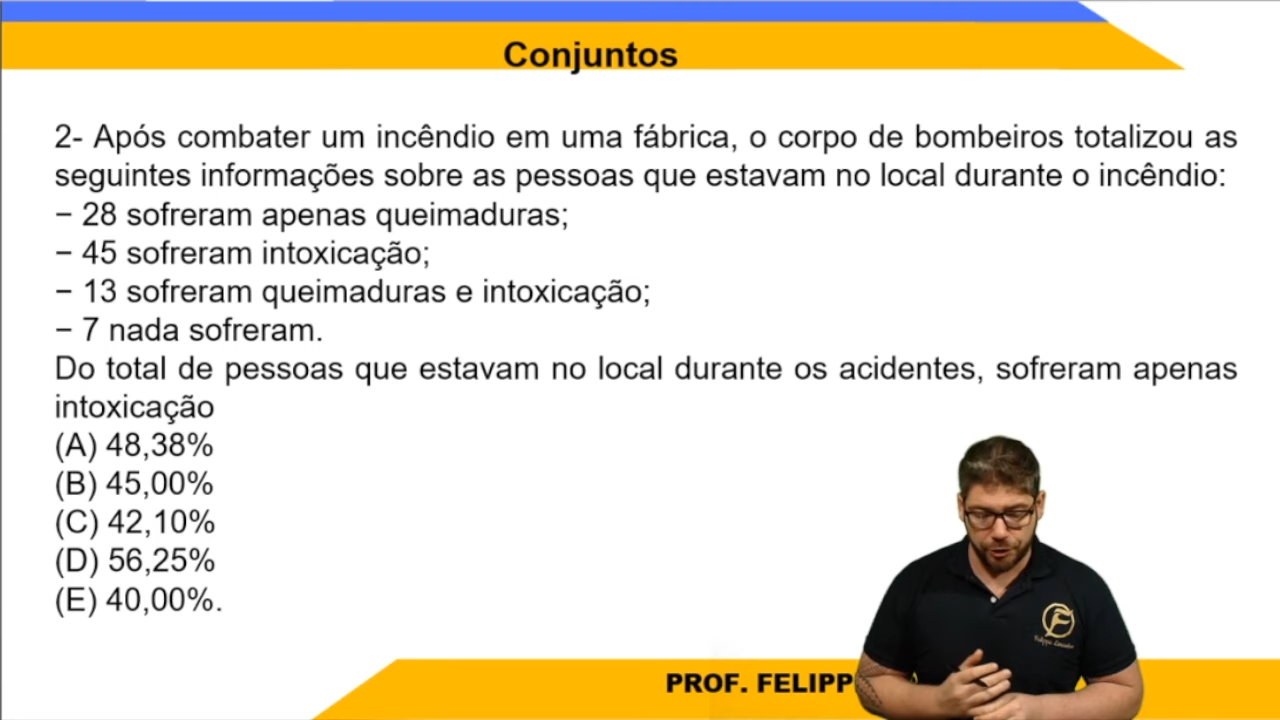 Conjuntos
2- Após combater um incêndio em uma fábrica, o corpo de bombeiros totalizou as
seguintes informações sobre as pessoas que estavam no local durante o incêndio:
− 28 sofreram apenas queimaduras;
− 45 sofreram intoxicação;
− 13 sofreram queimaduras e intoxicação;
− 7 nada sofreram.
Do total de pessoas que estavam no local durante os acidentes, sofreram apenas
intoxicação
(A) 48,38%
(B) 45,00%
(C) 42,10%
(D) 56,25%
(E) 40,00%.
PROF. FELIPP